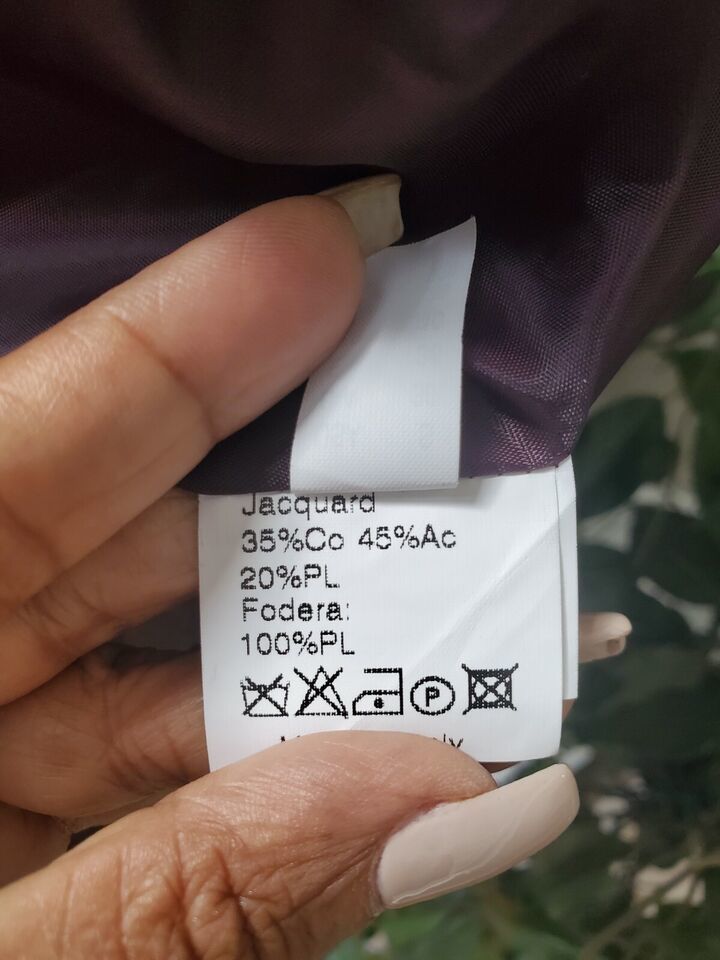 Jacquard
35%Co 45%Ac
20%PL
Fodera:
100%PL
P